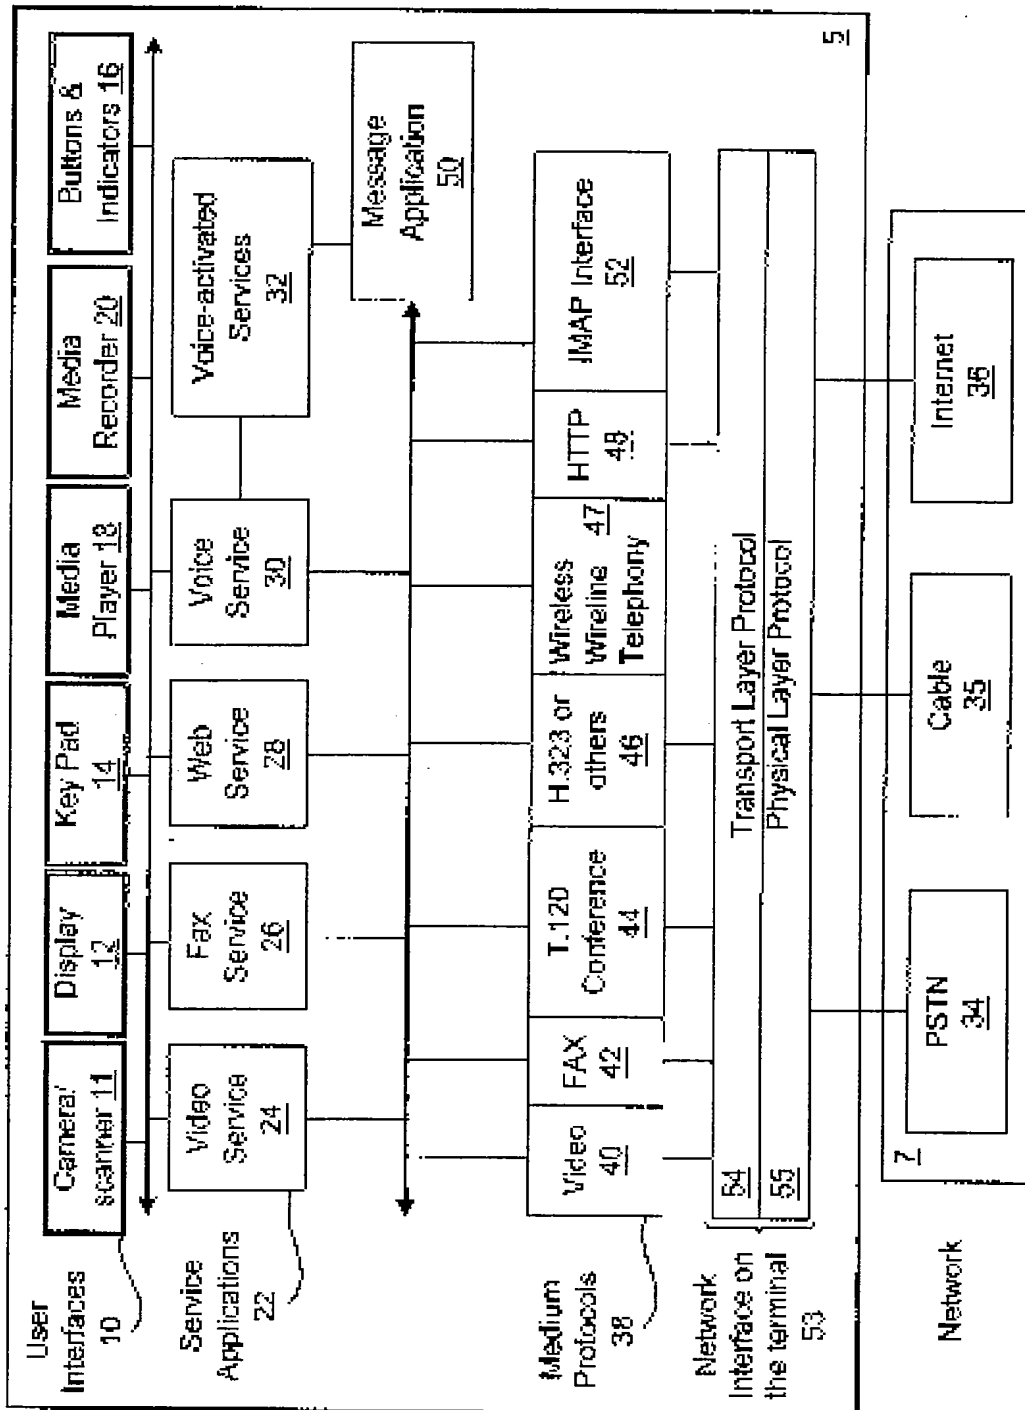 User
Interfaces
10
Camera/
scanner 11
Display
12
Key Pad
14
Media
Player 18
Media
Recorder 20
Buttons &
Indicators 16
Service
Applications
22
Video
Service
24
Fax
Service
26
Web
Service
28
Voice
Service
30
Voice-activated
Services
32
Message
Application
50
Medium
Protocols
38
Video
40
FAX
42
T.120
Conference
44
H.323 or
others
46
Wireless 47
Wireline
Telephony
HTTP
48
IMAP Interface
52
Network
Interface on
the terminal
53
54 Transport Layer Protocol
55 Physical Layer Protocol
5
Network
7
PSTN
34
Cable
35
Internet
36